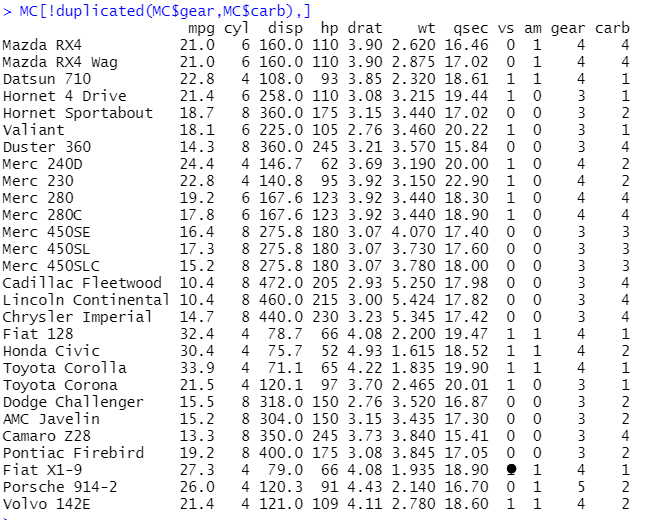 > MC[!duplicated(MC$gear,MC$carb),]
mpg cyl disp hp drat wt qsec vs am gear carb
Mazda RX4 21.0 6 160.0 110 3.90 2.620 16.46 0 1 4 4
Mazda RX4 Wag 21.0 6 160.0 110 3.90 2.875 17.02 0 1 4 4
Datsun 710 22.8 4 108.0 93 3.85 2.320 18.61 1 1 4 1
Hornet 4 Drive 21.4 6 258.0 110 3.08 3.215 19.44 1 0 3 1
Hornet Sportabout 18.7 8 360.0 175 3.15 3.440 17.02 0 0 3 2
Valiant 18.1 6 225.0 105 2.76 3.460 20.22 1 0 3 1
Duster 360 14.3 8 360.0 245 3.21 3.570 15.84 0 0 3 4
Merc 240D 24.4 4 146.7 62 3.69 3.190 20.00 1 0 4 2
Merc 230 22.8 4 140.8 95 3.92 3.150 22.90 1 0 4 2
Merc 280 19.2 6 167.6 123 3.92 3.440 18.30 1 0 4 4
Merc 280C 17.8 6 167.6 123 3.92 3.440 18.90 1 0 4 4
Merc 450SE 16.4 8 275.8 180 3.07 4.070 17.40 0 0 3 3
Merc 450SL 17.3 8 275.8 180 3.07 3.730 17.60 0 0 3 3
Merc 450SLC 15.2 8 275.8 180 3.07 3.780 18.00 0 0 3 3
Cadillac Fleetwood 10.4 8 472.0 205 2.93 5.250 17.98 0 0 3 4
Lincoln Continental 10.4 8 460.0 215 3.00 5.424 17.82 0 0 3 4
Chrysler Imperial 14.7 8 440.0 230 3.23 5.345 17.42 0 0 3 4
Fiat 128 32.4 4 78.7 66 4.08 2.200 19.47 1 1 4 1
Honda Civic 30.4 4 75.7 52 4.93 1.615 18.52 1 1 4 2
Toyota Corolla 33.9 4 71.1 65 4.22 1.835 19.90 1 1 4 1
Toyota Corona 21.5 4 120.1 97 3.70 2.465 20.01 1 0 3 1
Dodge Challenger 15.5 8 318.0 150 2.76 3.520 16.87 0 0 3 2
AMC Javelin 15.2 8 304.0 150 3.15 3.435 17.30 0 0 3 2
Camaro Z28 13.3 8 350.0 245 3.73 3.840 15.41 0 0 3 4
Pontiac Firebird 19.2 8 400.0 175 3.08 3.845 17.05 0 0 3 2
Fiat X1-9 27.3 4 79.0 66 4.08 1.935 18.90 1 4 1
Porsche 914-2 26.0 4 120.3 91 4.43 2.140 16.70 0 1 5 2
Volvo 142E 21.4 4 121.0 109 4.11 2.780 18.60 1 1 4 2